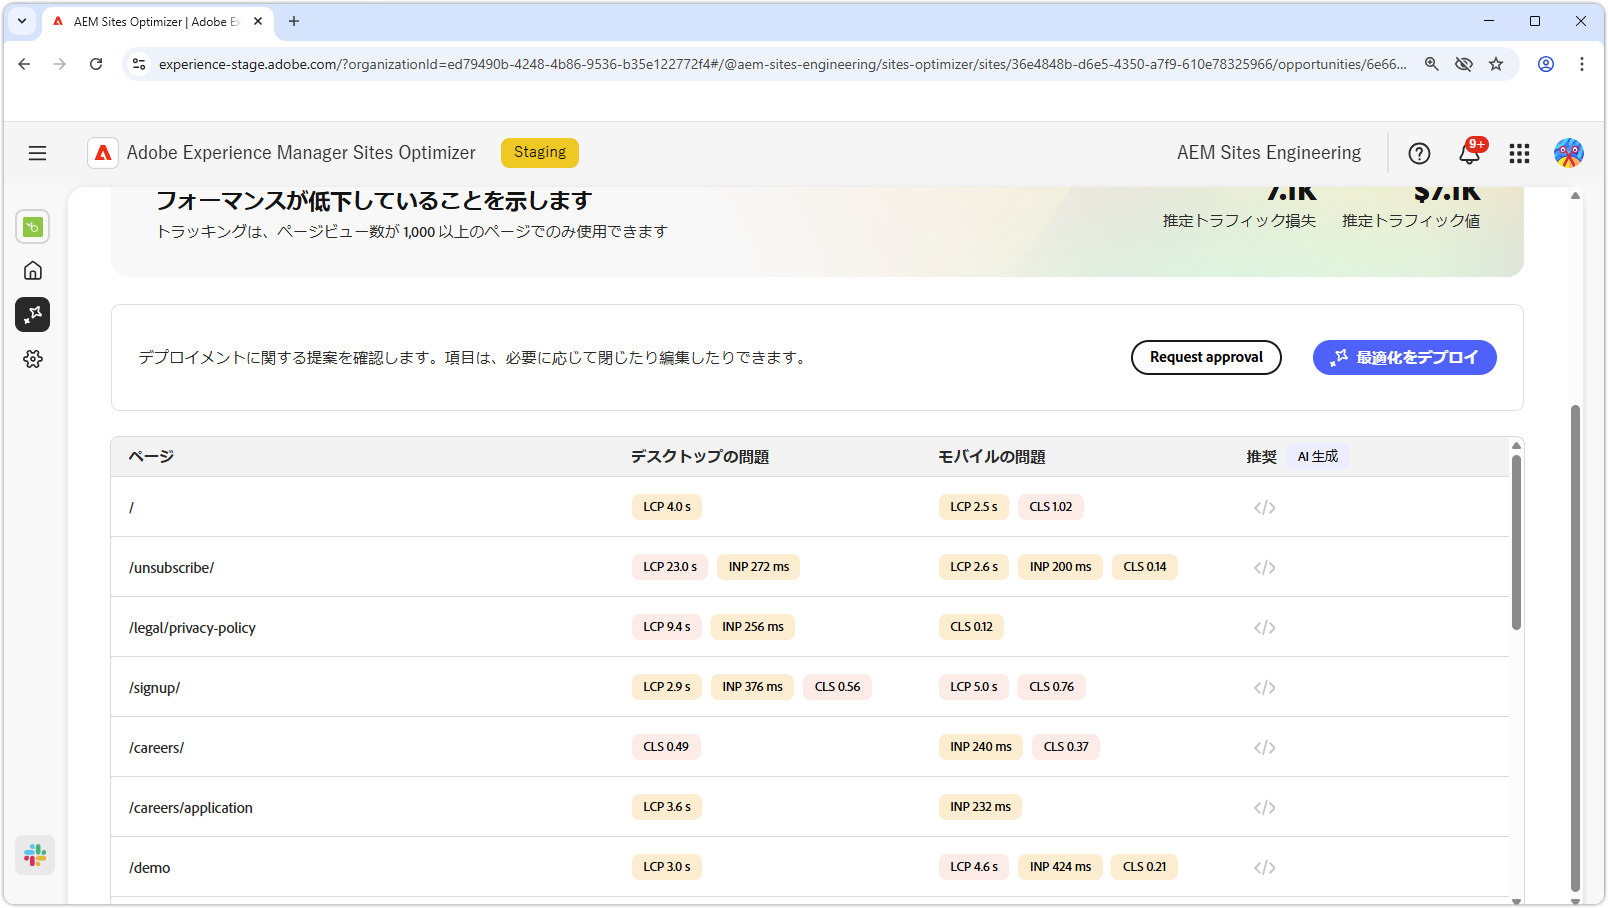 AEM Sites Optimizer | Adobe Ex
experience-stage.adobe.com/?organizationId=ed79490b-4248-4b86-9536-b35e122772f4#/@aem-sites-engineering/sites-optimizer/sites/36e4848b-d6e5-4350-a7f9-610e78325966/opportunities/6e66...
Adobe Experience Manager Sites Optimizer
Staging
AEM Sites Engineering
9+
フォーマンスが低下していることを示します
7.1K
$7.1K
トラッキングは、ページビュー数が 1,000 以上のページでのみ使用できます
推定トラフィック損失
推定トラフィック値
デプロイメントに関する提案を確認します。項目は、必要に応じて閉じたり編集したりできます。
Request approval
最適化をデプロイ
ページ デスクトップの問題 モバイルの問題 推奨 AI 生成
/ LCP 4.0 s LCP 2.5 s CLS 1.02
/unsubscribe/ LCP 23.0 s INP 272 ms LCP 2.6 s INP 200 ms CLS 0.14
/legal/privacy-policy LCP 9.4 s INP 256 ms CLS 0.12
/signup/ LCP 2.9 s INP 376 ms CLS 0.56 LCP 5.0 s CLS 0.76
/careers/ CLS 0.49 INP 240 ms CLS 0.37
/careers/application LCP 3.6 s INP 232 ms
/demo LCP 3.0 s LCP 4.6 s INP 424 ms CLS 0.21